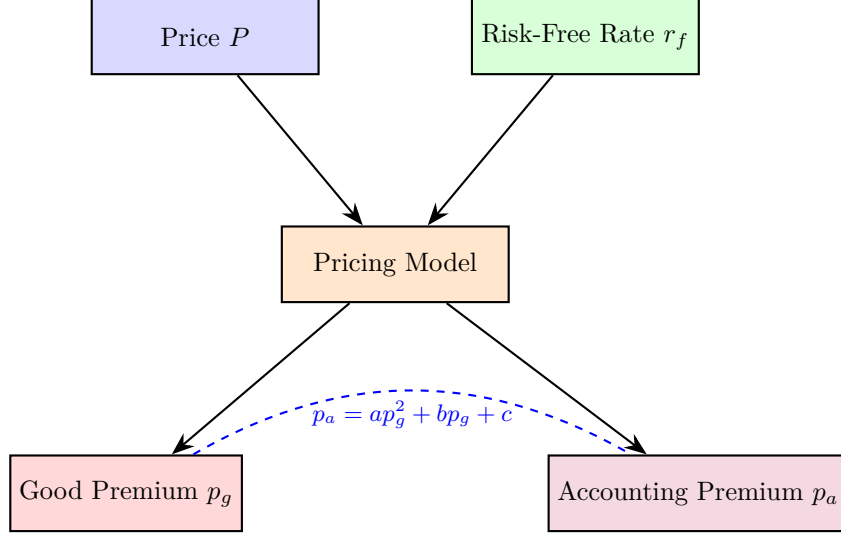 Price P
Risk-Free Rate r_f
Pricing Model
p_a = ap_g^2 + bp_g + c
Good Premium p_g
Accounting Premium p_a